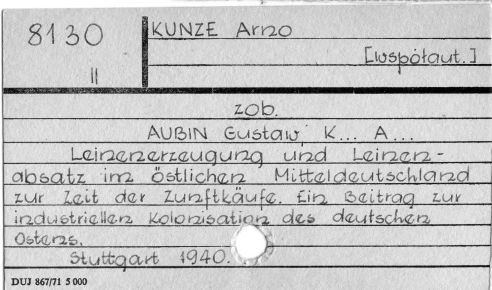 8130
II
KUNZE Arno
[współaut.]
zob.
AUBIN Gustaw, K... A...
Leinenerzeugung und Leinen-
absatz im östlichen Mitteldeutschland
zur Zeit der Zunftkäufe. Ein Beitrag zur
industriellen Kolonisation des deutschen
Ostens.
Stuttgart 1940.
DUJ 867/71 5 000